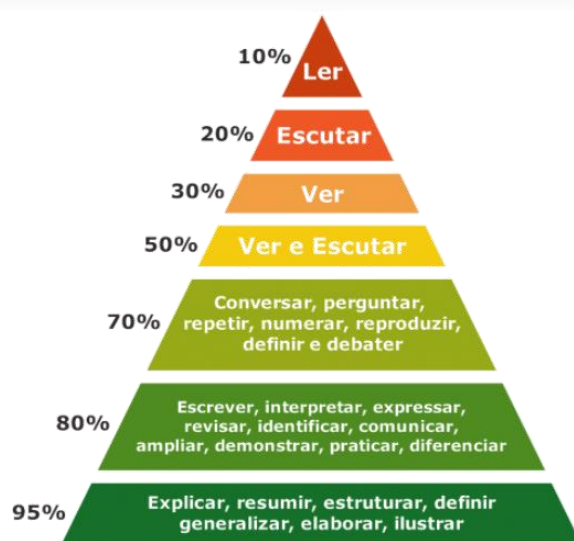 10%
Ler
20%
Escutar
30%
Ver
50%
Ver e Escutar
70%
Conversar, perguntar,
repetir, numerar, reproduzir,
definir e debater
80%
Escrever, interpretar, expressar,
revisar, identificar, comunicar,
ampliar, demonstrar, praticar, diferenciar
95%
Explicar, resumir, estruturar, definir
generalizar, elaborar, ilustrar